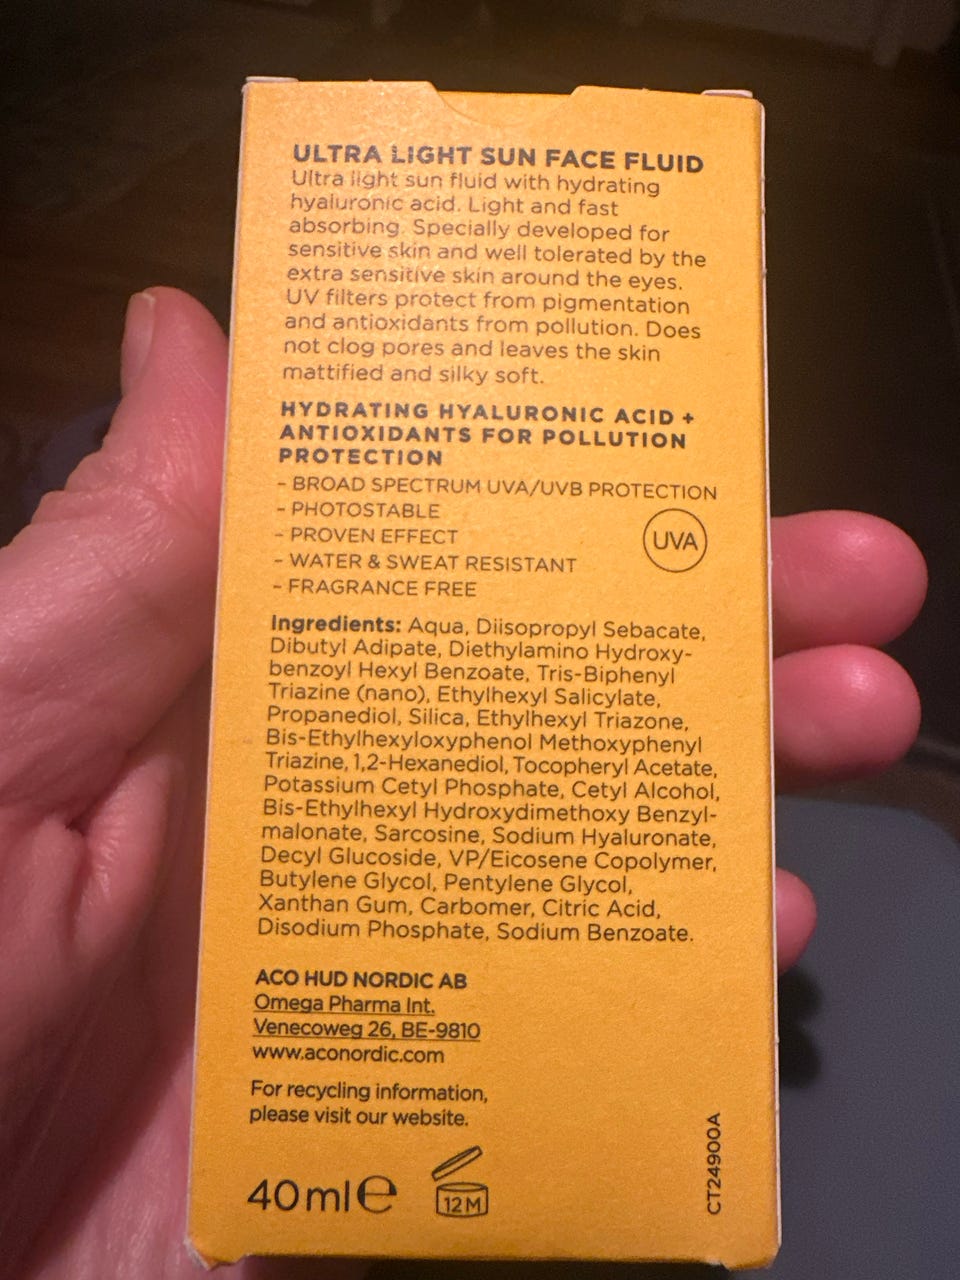 ULTRA LIGHT SUN FACE FLUID
Ultra light sun fluid with hydrating
hyaluronic acid. Light and fast
absorbing. Specially developed for
sensitive skin and well tolerated by the
extra sensitive skin around the eyes.
UV filters protect from pigmentation
and antioxidants from pollution. Does
not clog pores and leaves the skin
mattified and silky soft.
HYDRATING HYALURONIC ACID +
ANTIOXIDANTS FOR POLLUTION
PROTECTION
- BROAD SPECTRUM UVA/UVB PROTECTION
- PHOTOSTABLE
- PROVEN EFFECT
- WATER & SWEAT RESISTANT
- FRAGRANCE FREE
UVA
Ingredients: Aqua, Diisopropyl Sebacate,
Dibutyl Adipate, Diethylamino Hydroxy-
benzoyl Hexyl Benzoate, Tris-Biphenyl
Triazine (nano), Ethylhexyl Salicylate,
Propanediol, Silica, Ethylhexyl Triazone,
Bis-Ethylhexyloxyphenol Methoxyphenyl
Triazine, 1,2-Hexanediol, Tocopheryl Acetate,
Potassium Cetyl Phosphate, Cetyl Alcohol,
Bis-Ethylhexyl Hydroxydimethoxy Benzyl-
malonate, Sarcosine, Sodium Hyaluronate,
Decyl Glucoside, VP/Eicosene Copolymer,
Butylene Glycol, Pentylene Glycol,
Xanthan Gum, Carbomer, Citric Acid,
Disodium Phosphate, Sodium Benzoate.
ACO HUD NORDIC AB
Omega Pharma Int.
Venecoweg 26, BE-9810
www.aconordic.com
For recycling information,
please visit our website.
40 ml e
12M
CT24900A